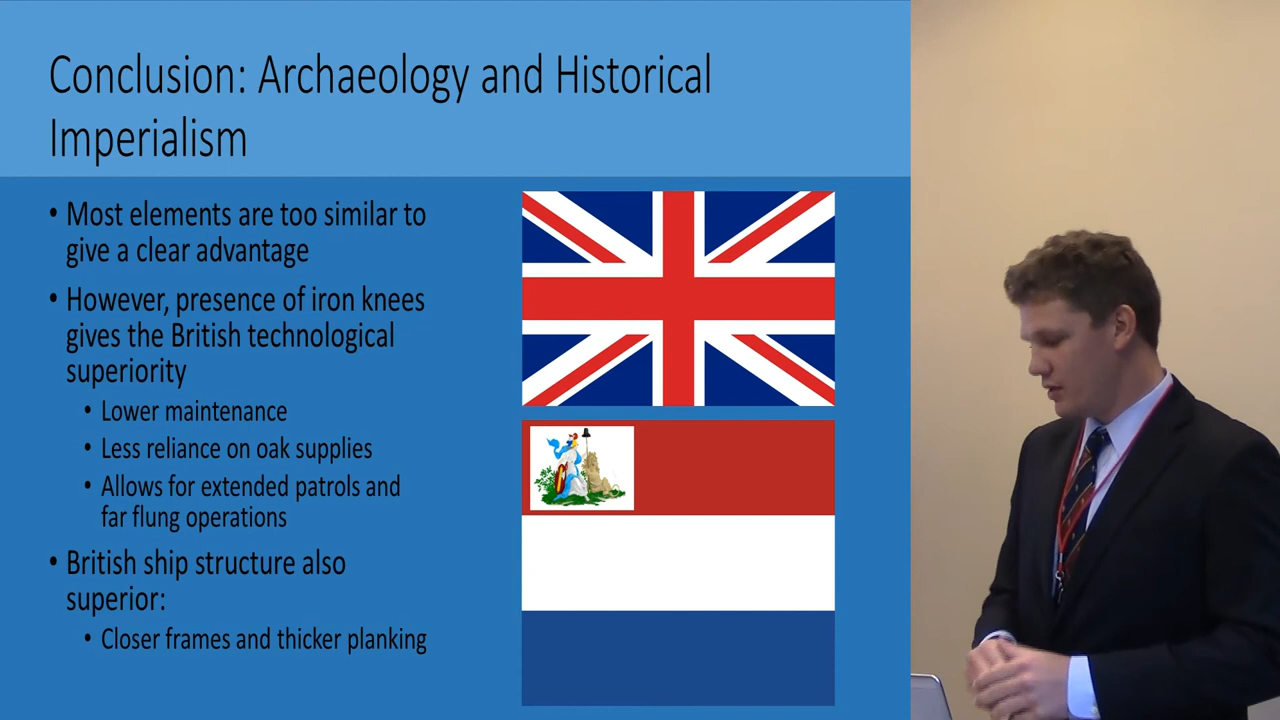 Conclusion: Archaeology and Historical
Imperialism
• Most elements are too similar to
give a clear advantage
• However, presence of iron knees
gives the British technological
superiority
• Lower maintenance
• Less reliance on oak supplies
• Allows for extended patrols and
far flung operations
• British ship structure also
superior:
• Closer frames and thicker planking